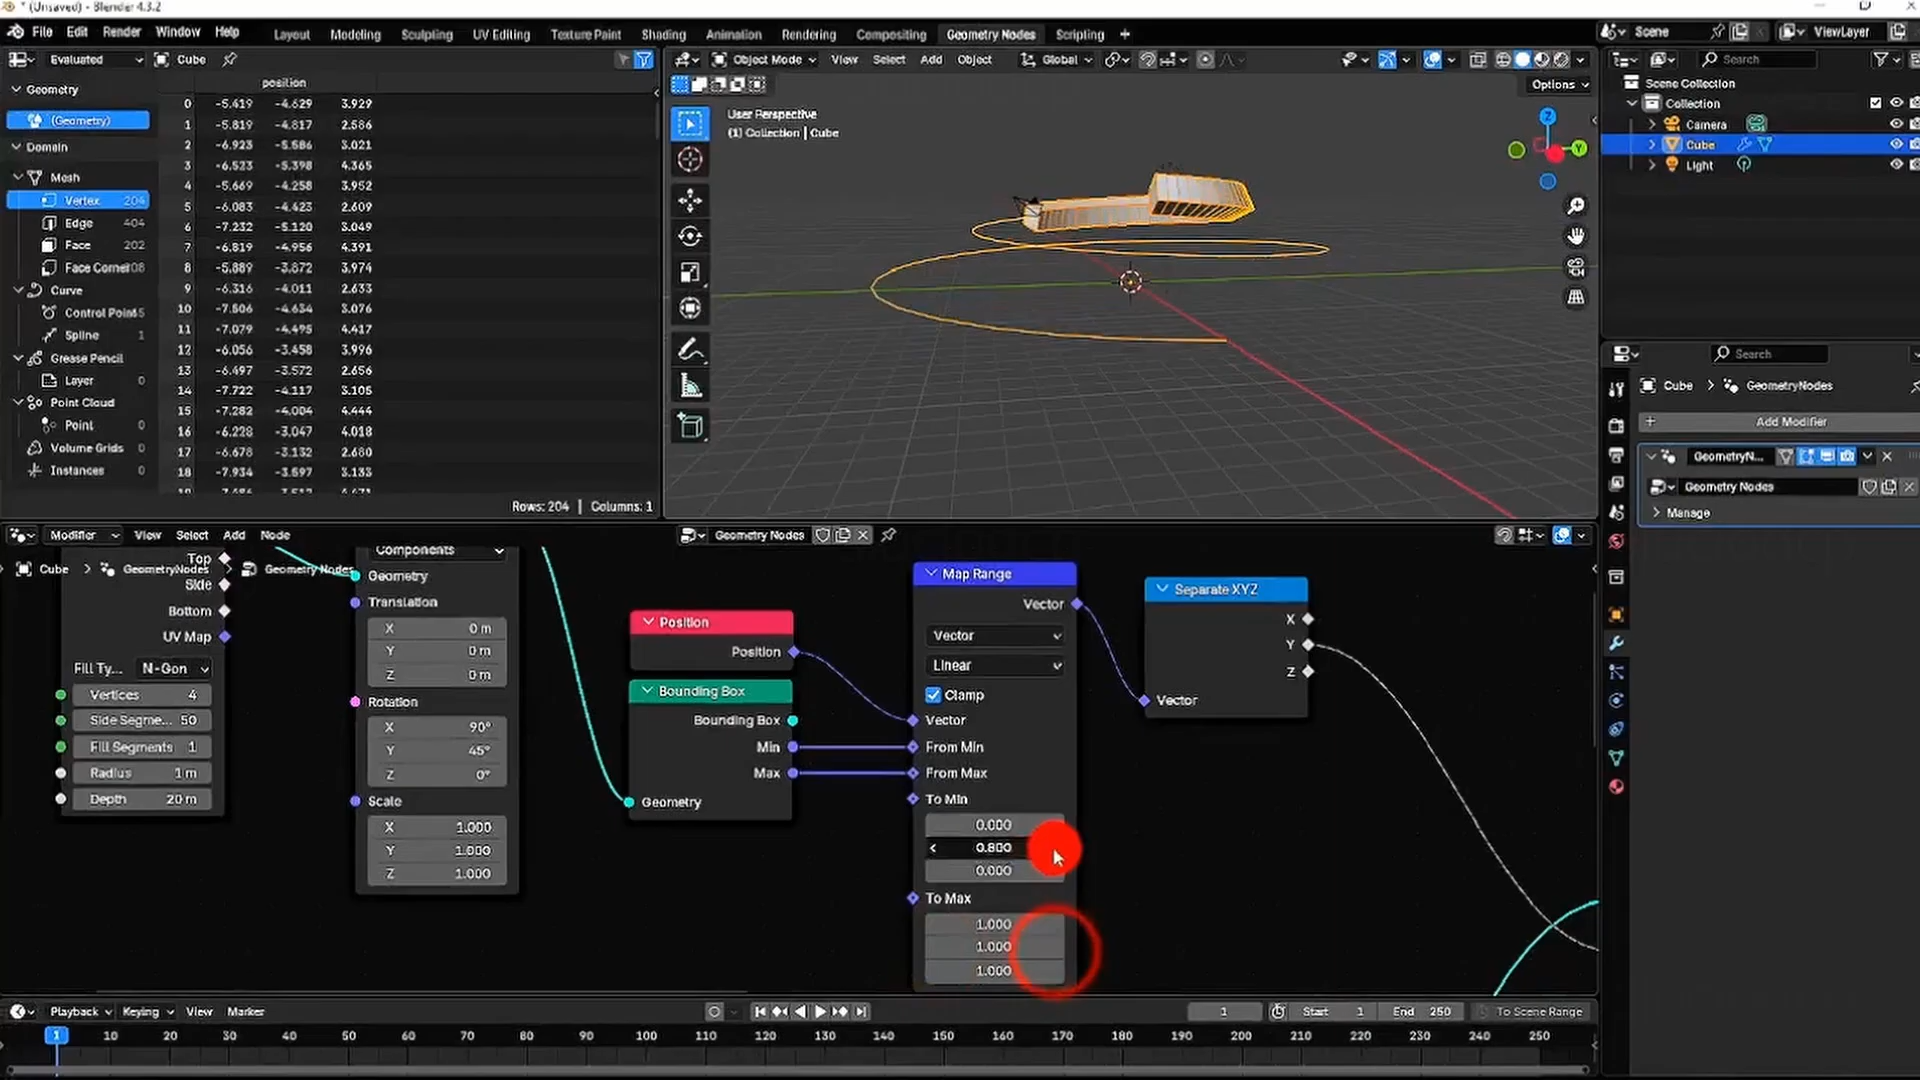 * (Unsaved) - Blender 4.3.2
File Edit Render Window Help
Layout Modeling Sculpting UV Editing Texture Paint Shading Animation Rendering Compositing Geometry Nodes Scripting +
Scene
ViewLayer
Evaluated
Cube
Object Mode
View Select Add Object
Global
Search
position
Geometry
(Geometry)
Domain
Mesh
Vertex 204
Edge 404
Face 202
Face Corner
Curve
Control Point
Spline 1
Grease Pencil
Layer 0
Point Cloud
Point 0
Volume Grids 0
Instances 0
0 -5.419 -4.629 3.929
1 -5.819 -4.817 2.586
2 -6.923 -5.586 3.021
3 -6.523 -5.398 4.365
4 -5.669 -4.258 3.952
5 -6.083 -4.423 2.609
6 -7.232 -5.120 3.049
7 -6.819 -4.956 4.391
8 -5.889 -3.872 3.974
9 -6.316 -4.011 2.633
10 -7.506 -4.634 3.076
11 -7.079 -4.495 4.417
12 -6.056 -3.458 3.996
13 -6.497 -3.572 2.656
14 -7.722 -4.117 3.105
15 -7.282 -4.004 4.444
16 -6.228 -3.047 4.018
17 -6.678 -3.132 2.680
18 -7.934 -3.597 3.133
Rows: 204 | Columns: 1
Options
User Perspective
(1) Collection | Cube
Z
Y
Scene Collection
Collection
Camera
Cube
Light
Search
Cube > GeometryNodes
Add Modifier
GeometryN...
Geometry Nodes
Manage
Modifier
View Select Add Node
Geometry Nodes
Cube > GeometryNodes > Geometry Nodes
Top
Side
Bottom
UV Map
Fill Ty... N-Gon
Vertices 4
Side Segme... 50
Fill Segments 1
Radius 1 m
Depth 20 m
Components
Geometry
Translation
X 0 m
Y 0 m
Z 0 m
Rotation
X 90°
Y 45°
Z 0°
Scale
X 1.000
Y 1.000
Z 1.000
Position
Position
Bounding Box
Bounding Box
Min
Max
Geometry
Map Range
Vector
Vector
Linear
Clamp
Vector
From Min
From Max
To Min
0.000
0.800
0.000
To Max
1.000
1.000
1.000
Separate XYZ
X
Y
Z
Vector
Playback Keying View Marker
1
Start 1
End 250
To Scene Range
1 10 20 30 40 50 60 70 80 90 100 110 120 130 140 150 160 170 180 190 200 210 220 230 240 250